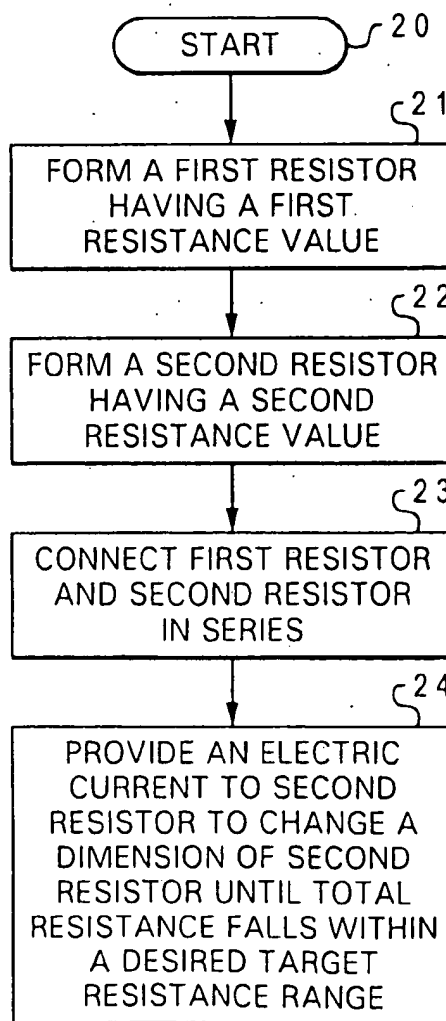 START
20
21
FORM A FIRST RESISTOR
HAVING A FIRST
RESISTANCE VALUE
22
FORM A SECOND RESISTOR
HAVING A SECOND
RESISTANCE VALUE
23
CONNECT FIRST RESISTOR
AND SECOND RESISTOR
IN SERIES
24
PROVIDE AN ELECTRIC
CURRENT TO SECOND
RESISTOR TO CHANGE A
DIMENSION OF SECOND
RESISTOR UNTIL TOTAL
RESISTANCE FALLS WITHIN
A DESIRED TARGET
RESISTANCE RANGE